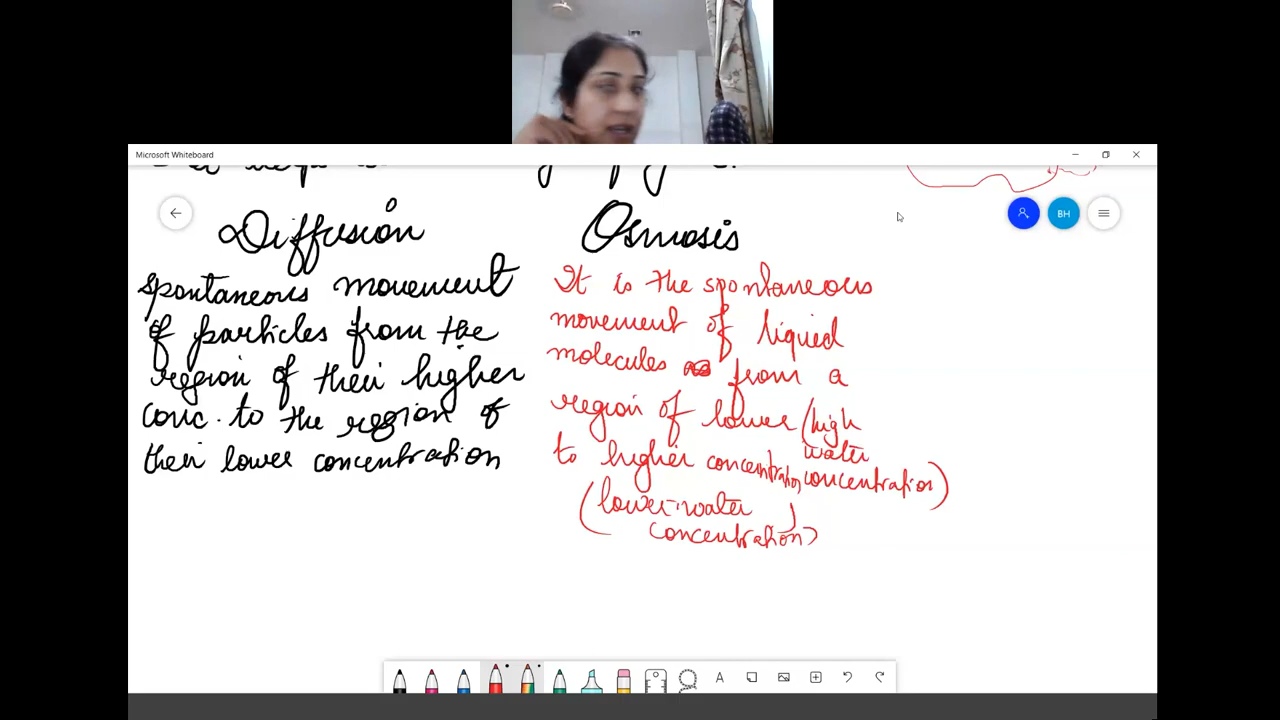 Microsoft Whiteboard
BH
Diffusion
spontaneous movement
of particles from the
region of their higher
conc. to the region of
their lower concentration
Osmosis
It is the spontaneous
movement of liquied
molecules from a
region of lower (high
water
to higher concentration concentration)
(lower water
concentration)
A